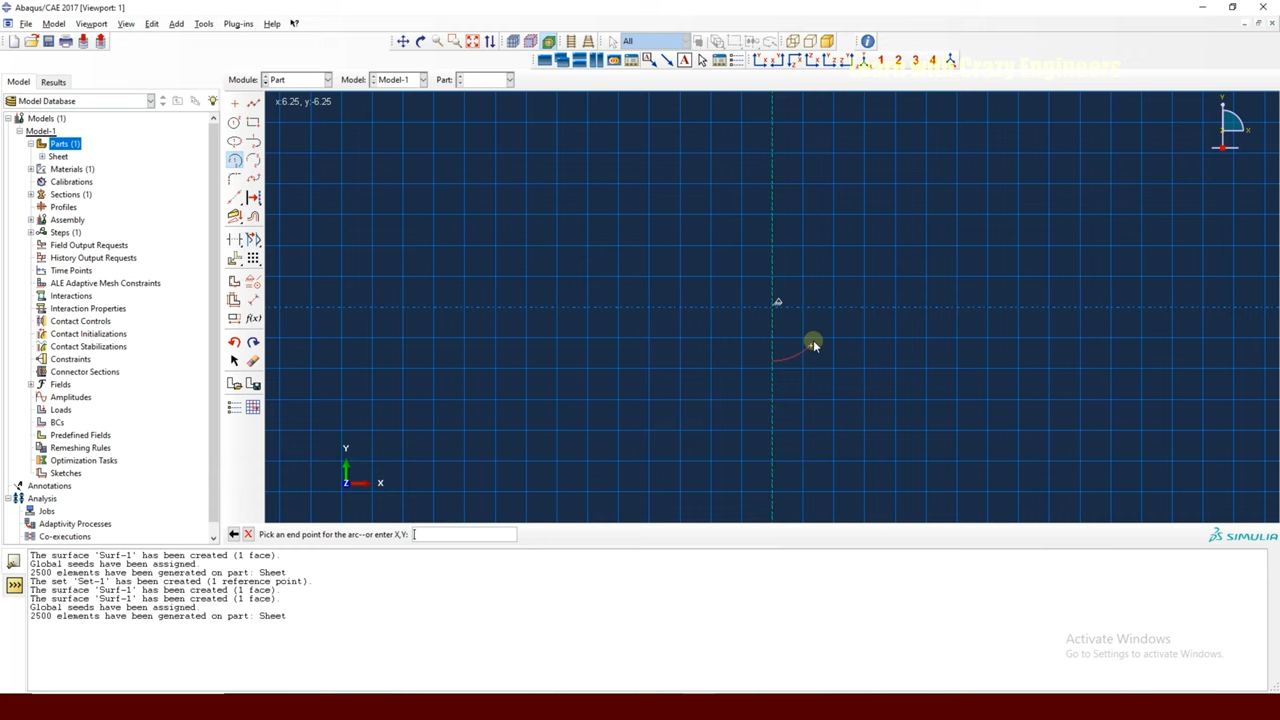 Abaqus/CAE 2017 [Viewport: 1]
File Model Viewport View Edit Add Tools Plug-ins Help
All
1 2 3 4
Crazy Engineers
Model Results
Module: Part Model: Model-1 Part:
Model Database
x:6.25, y:-6.25
Models (1)
Model-1
Parts (1)
Sheet
Materials (1)
Calibrations
Sections (1)
Profiles
Assembly
Steps (1)
Field Output Requests
History Output Requests
Time Points
ALE Adaptive Mesh Constraints
Interactions
Interaction Properties
Contact Controls
Contact Initializations
Contact Stabilizations
Constraints
Connector Sections
Fields
Amplitudes
Loads
BCs
Predefined Fields
Remeshing Rules
Optimization Tasks
Sketches
Annotations
Analysis
Jobs
Adaptivity Processes
Co-executions
f(x)
Y
X
Y
Z X
Pick an end point for the arc--or enter X,Y:
SIMULIA
The surface 'Surf-1' has been created (1 face).
Global seeds have been assigned.
2500 elements have been generated on part: Sheet
The set 'Set-1' has been created (1 reference point).
The surface 'Surf-1' has been created (1 face).
The surface 'Surf-1' has been created (1 face).
Global seeds have been assigned.
2500 elements have been generated on part: Sheet
Activate Windows
Go to Settings to activate Windows.